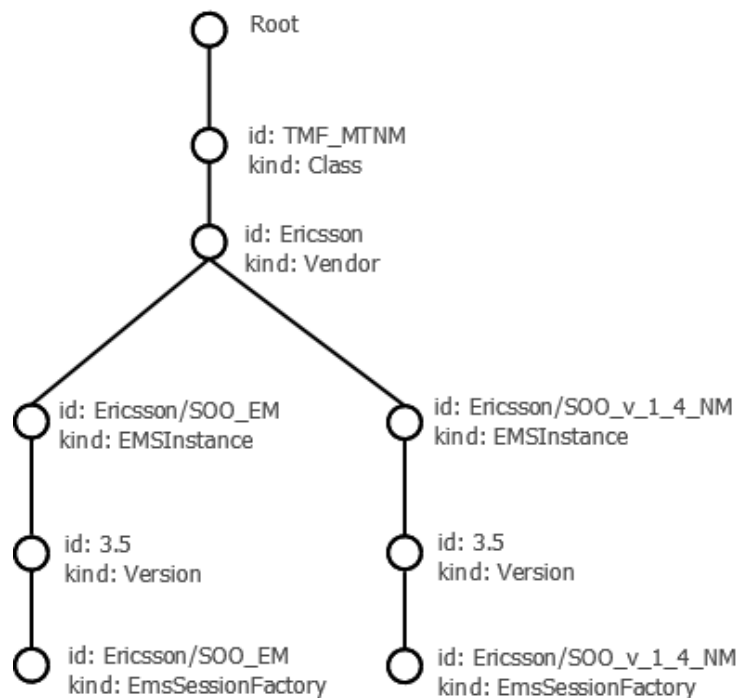 Root
id: TMF_MTNM
kind: Class
id: Ericsson
kind: Vendor
id: Ericsson/SOO_EM
kind: EMSInstance
id: Ericsson/SOO_v_1_4_NM
kind: EMSInstance
id: 3.5
kind: Version
id: 3.5
kind: Version
id: Ericsson/SOO_EM
kind: EmsSessionFactory
id: Ericsson/SOO_v_1_4_NM
kind: EmsSessionFactory